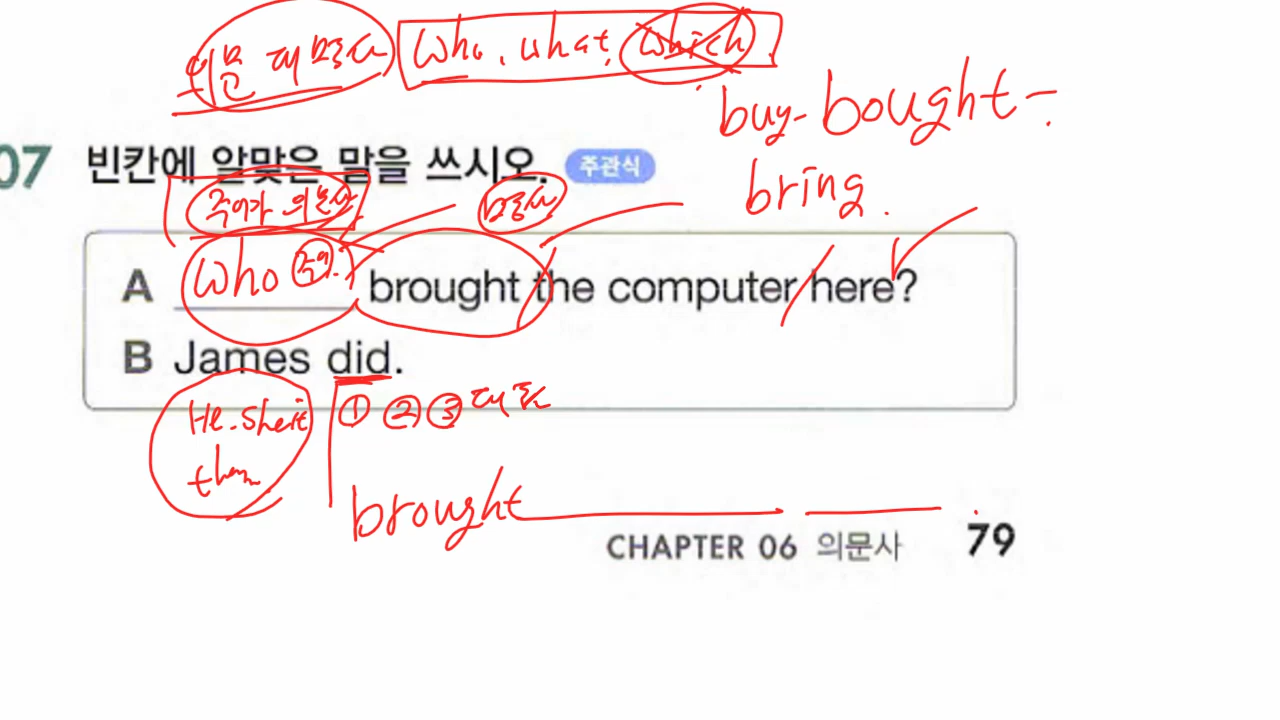 의문 대명사 who, what, which
buy - bought -
07 빈칸에 알맞은 말을 쓰시오. 주관식
bring
주어가 의문사 명동사
A who 주어 brought the computer here?
B James did.
He. She it ① ② ③ 대동
them
brought
CHAPTER 06 의문사 79